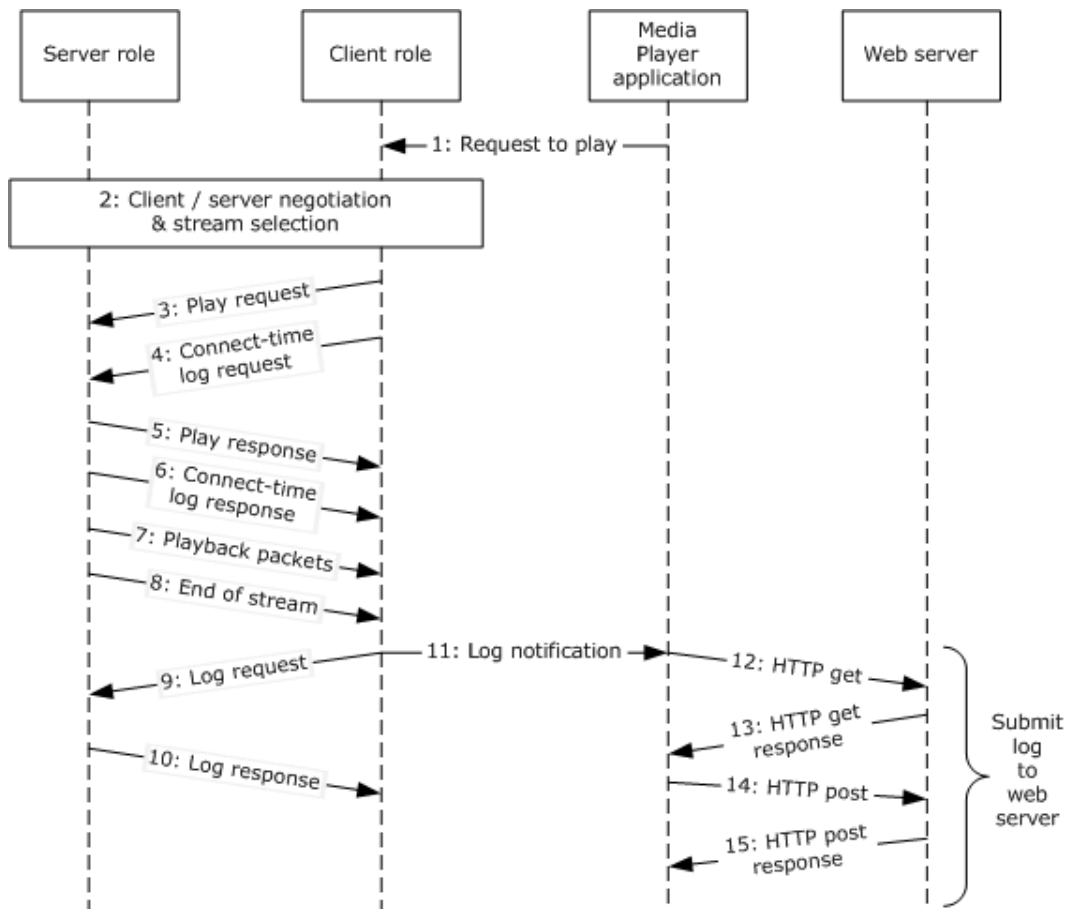 Server role
Client role
Media
Player
application
Web server
1: Request to play
2: Client / server negotiation
& stream selection
3: Play request
4: Connect-time
log request
5: Play response
6: Connect-time
log response
7: Playback packets
8: End of stream
11: Log notification
9: Log request
12: HTTP get
13: HTTP get
response
10: Log response
14: HTTP post
15: HTTP post
response
Submit
log
to
web
server